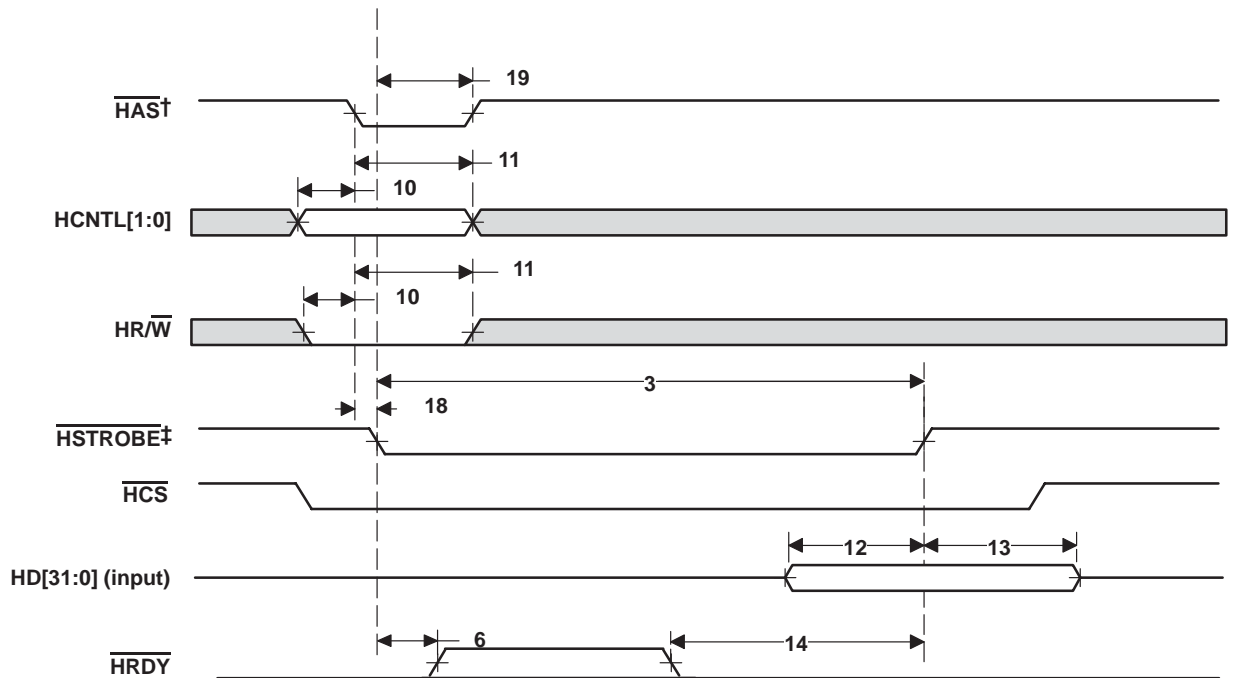 19
HAS†
11
10
HCNTL[1:0]
11
10
HR/W
3
18
HSTROBE‡
HCS
12 13
HD[31:0] (input)
6 14
HRDY